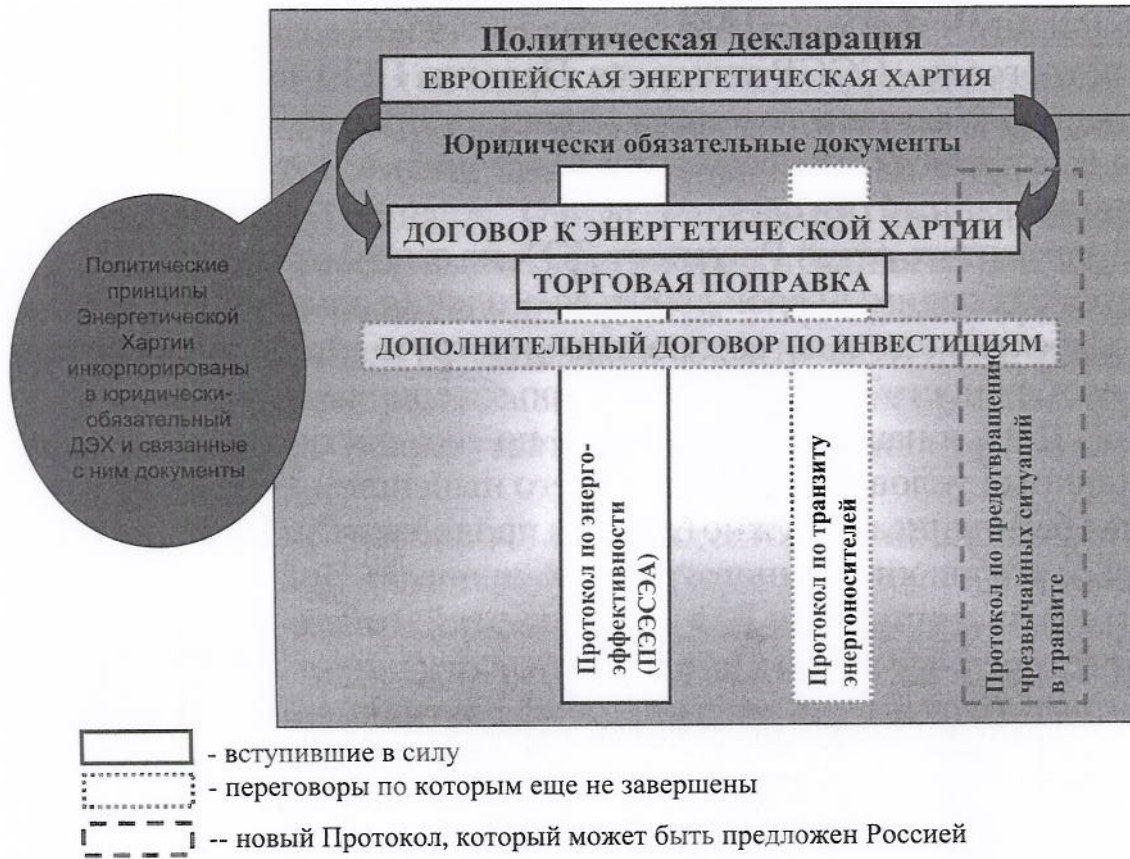 Политическая декларация
ЕВРОПЕЙСКАЯ ЭНЕРГЕТИЧЕСКАЯ ХАРТИЯ
Юридически обязательные документы
ДОГОВОР К ЭНЕРГЕТИЧЕСКОЙ ХАРТИИ
ТОРГОВАЯ ПОПРАВКА
ДОПОЛНИТЕЛЬНЫЙ ДОГОВОР ПО ИНВЕСТИЦИЯМ
Политические
принципы
Энергетической
Хартии
инкорпорированы
в юридически-
обязательный
ДЭХ и связанные
с ним документы
Протокол по энерго-
эффективности
(ПЭЭСЭА)
Протокол по транзиту
энергоносителей
Протокол по предотвращению
чрезвычайных ситуаций
в транзите
- вступившие в силу
- переговоры по которым еще не завершены
-- новый Протокол, который может быть предложен Россией